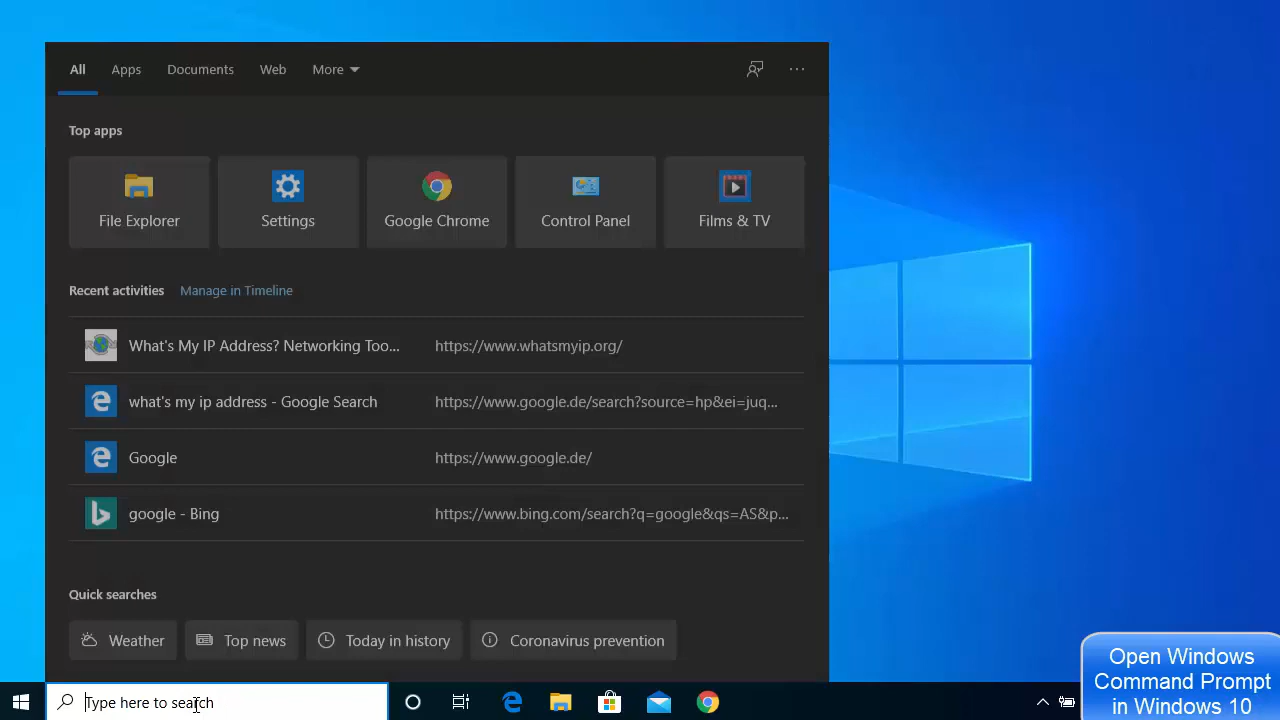 All Apps Documents Web More
Top apps
File Explorer Settings Google Chrome Control Panel Films & TV
Recent activities Manage in Timeline
What's My IP Address? Networking Too... https://www.whatsmyip.org/
what's my ip address - Google Search https://www.google.de/search?source=hp&ei=juq...
Google https://www.google.de/
google - Bing https://www.bing.com/search?q=google&qs=AS&p...
Quick searches
Weather Top news Today in history Coronavirus prevention
Type here to search
Open Windows
Command Prompt
in Windows 10